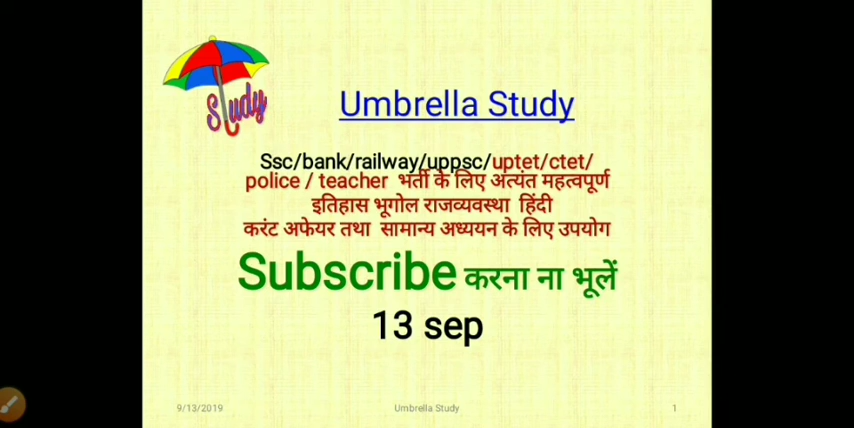 Study
Umbrella Study
Ssc/bank/railway/uppsc/uptet/ctet/
police / teacher भर्ती के लिए अत्यंत महत्वपूर्ण
इतिहास भूगोल राजव्यवस्था हिंदी
करंट अफेयर तथा सामान्य अध्ययन के लिए उपयोग
Subscribe करना ना भूलें
13 sep
9/13/2019 Umbrella Study 1